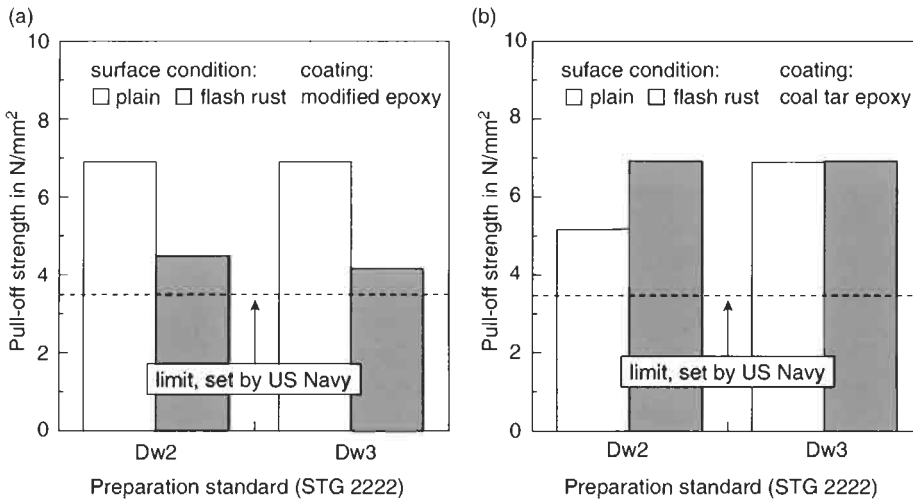 (a)
10
8
6
4
2
0
Pull-off strength in N/mm²
surface condition:
plain
flash rust
coating:
modified epoxy
limit, set by US Navy
Dw2
Dw3
Preparation standard (STG 2222)
(b)
10
8
6
4
2
0
Pull-off strength in N/mm²
suface condition:
plain
flash rust
coating:
coal tar epoxy
limit, set by US Navy
Dw2
Dw3
Preparation standard (STG 2222)